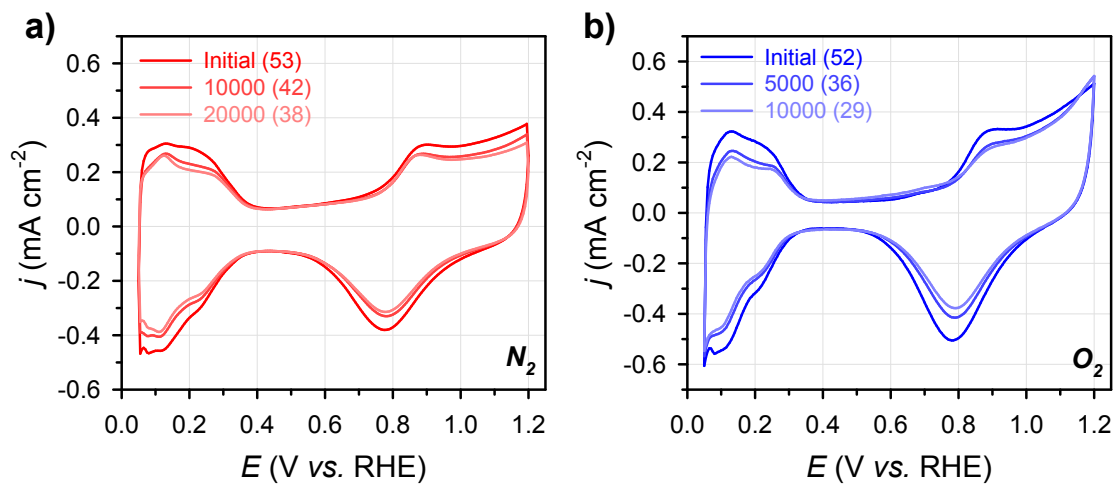 a)
Initial (53)
10000 (42)
20000 (38)
0.6
0.4
0.2
0.0
-0.2
-0.4
-0.6
j (mA cm⁻²)
N₂
0.0 0.2 0.4 0.6 0.8 1.0 1.2
E (V vs. RHE)
b)
Initial (52)
5000 (36)
10000 (29)
0.6
0.4
0.2
0.0
-0.2
-0.4
-0.6
j (mA cm⁻²)
O₂
0.0 0.2 0.4 0.6 0.8 1.0 1.2
E (V vs. RHE)